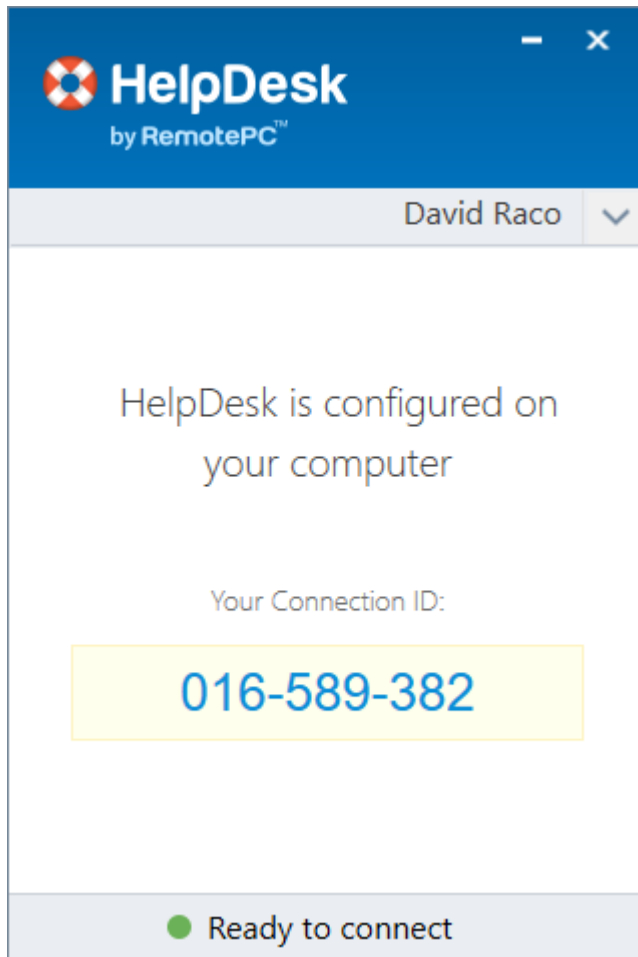 HelpDesk
by RemotePC™
David Raco
HelpDesk is configured on
your computer
Your Connection ID:
016-589-382
Ready to connect